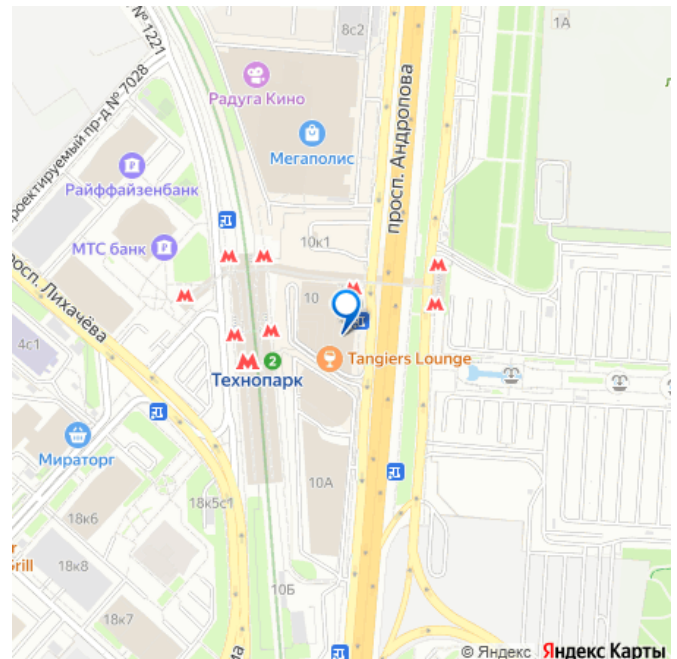 № 1221
8с2
1А
Радуга Кино
Мегаполис
просп. Андропова
проектируемый пр-д № 7028
Райффайзенбанк
МТС банк
10к1
10
просп. Лихачёва
4с1
Технопарк
2
Tangiers Lounge
Мираторг
10А
18к5с1
18к6
Grill
18к8
10Б
18к7
© Яндекс Яндекс Карты